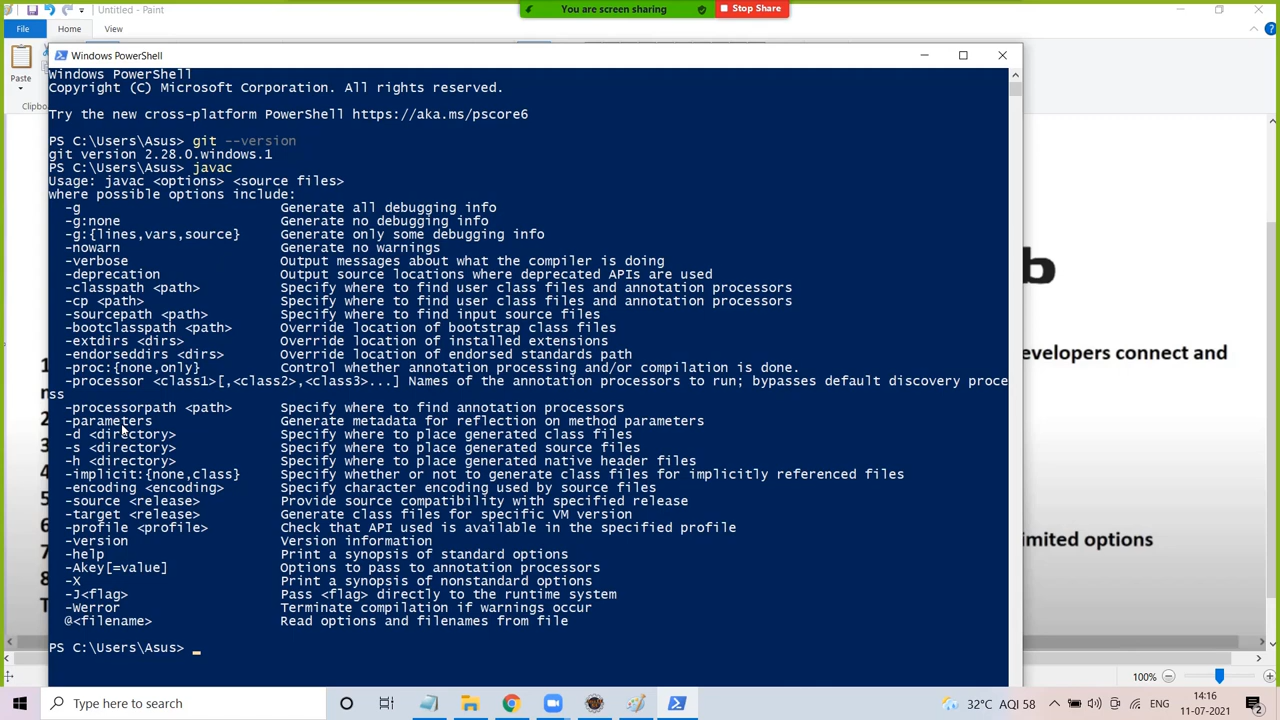 Untitled - Paint
You are screen sharing
Stop Share
File
Home
View
Paste
Clipbo
Windows PowerShell
Windows PowerShell
Copyright (C) Microsoft Corporation. All rights reserved.
Try the new cross-platform PowerShell https://aka.ms/pscore6
PS C:\Users\Asus> git --version
git version 2.28.0.windows.1
PS C:\Users\Asus> javac
Usage: javac <options> <source files>
where possible options include:
-g Generate all debugging info
-g:none Generate no debugging info
-g:{lines,vars,source} Generate only some debugging info
-nowarn Generate no warnings
-verbose Output messages about what the compiler is doing
-deprecation Output source locations where deprecated APIs are used
-classpath <path> Specify where to find user class files and annotation processors
-cp <path> Specify where to find user class files and annotation processors
-sourcepath <path> Specify where to find input source files
-bootclasspath <path> Override location of bootstrap class files
-extdirs <dirs> Override location of installed extensions
-endorseddirs <dirs> Override location of endorsed standards path
-proc:{none,only} Control whether annotation processing and/or compilation is done.
-processor <class1>[,<class2>,<class3>...] Names of the annotation processors to run; bypasses default discovery proce
ss
-processorpath <path> Specify where to find annotation processors
-parameters Generate metadata for reflection on method parameters
-d <directory> Specify where to place generated class files
-s <directory> Specify where to place generated source files
-h <directory> Specify where to place generated native header files
-implicit:{none,class} Specify whether or not to generate class files for implicitly referenced files
-encoding <encoding> Specify character encoding used by source files
-source <release> Provide source compatibility with specified release
-target <release> Generate class files for specific VM version
-profile <profile> Check that API used is available in the specified profile
-version Version information
-help Print a synopsis of standard options
-Akey[=value] Options to pass to annotation processors
-X Print a synopsis of nonstandard options
-J<flag> Pass <flag> directly to the runtime system
-Werror Terminate compilation if warnings occur
@<filename> Read options and filenames from file
PS C:\Users\Asus>
b
evelopers connect and
imited options
100%
Type here to search
32°C AQI 58
ENG
14:16
11-07-2021
2